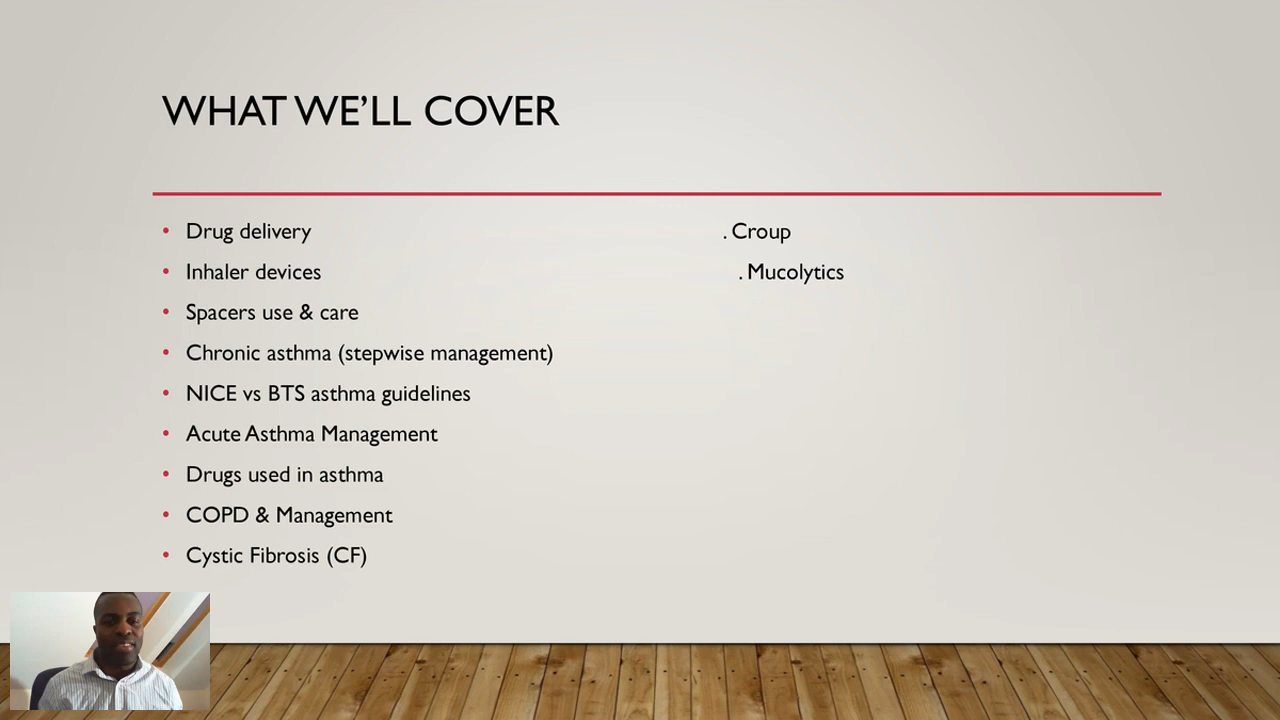 WHAT WE’LL COVER
• Drug delivery
• Inhaler devices
• Spacers use & care
• Chronic asthma (stepwise management)
• NICE vs BTS asthma guidelines
• Acute Asthma Management
• Drugs used in asthma
• COPD & Management
• Cystic Fibrosis (CF)
. Croup
. Mucolytics